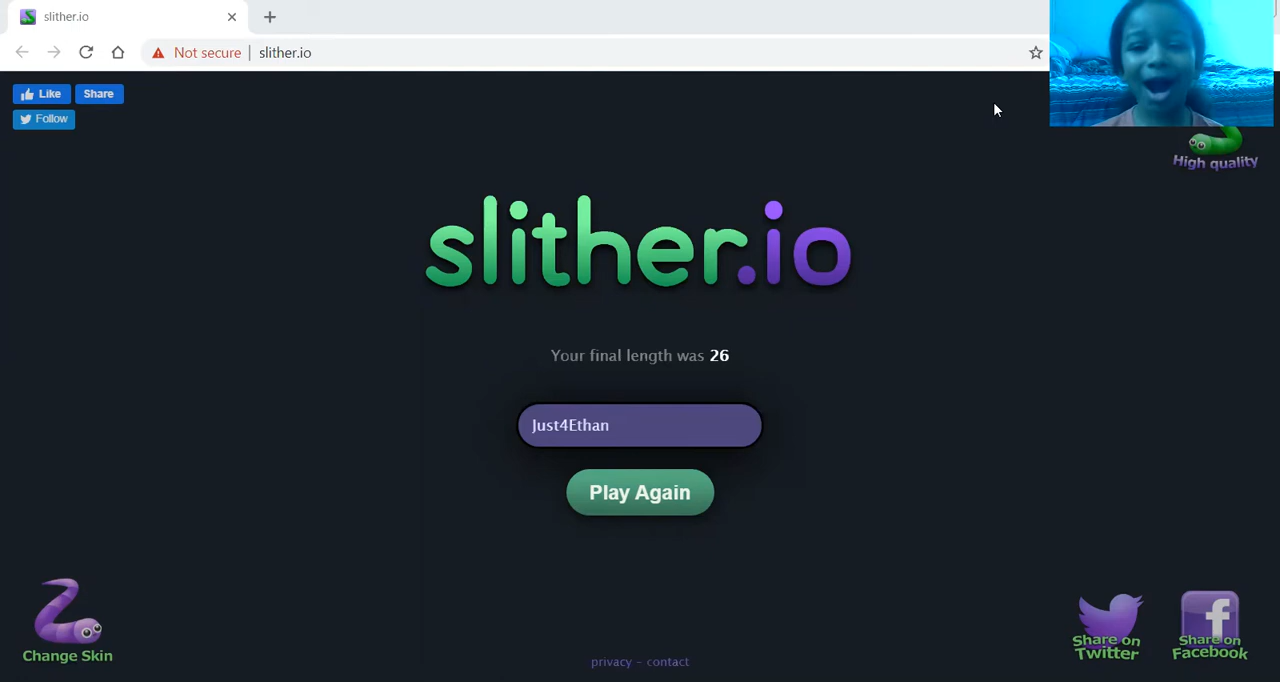 slither.io
Not secure | slither.io
Like Share
Follow
High quality
slither.io
Your final length was 26
Just4Ethan
Play Again
Change Skin
Share on Twitter
Share on Facebook
privacy - contact